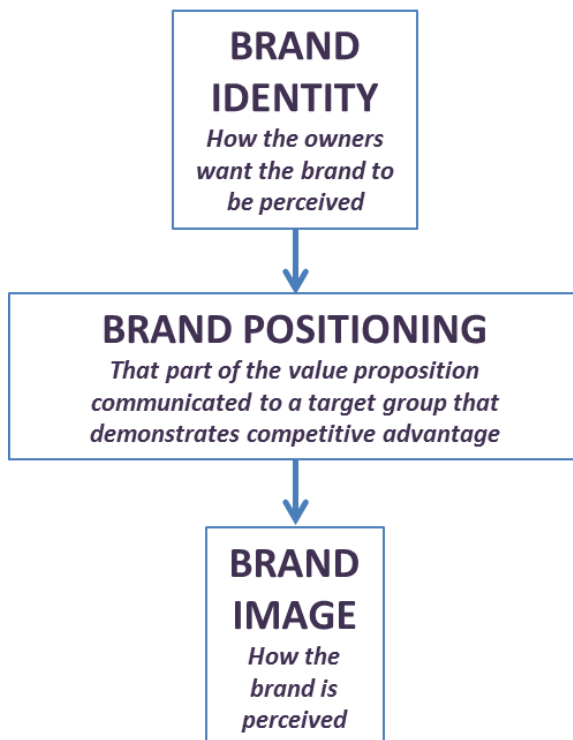 BRAND
IDENTITY
How the owners
want the brand to
be perceived
BRAND POSITIONING
That part of the value proposition
communicated to a target group that
demonstrates competitive advantage
BRAND
IMAGE
How the
brand is
perceived